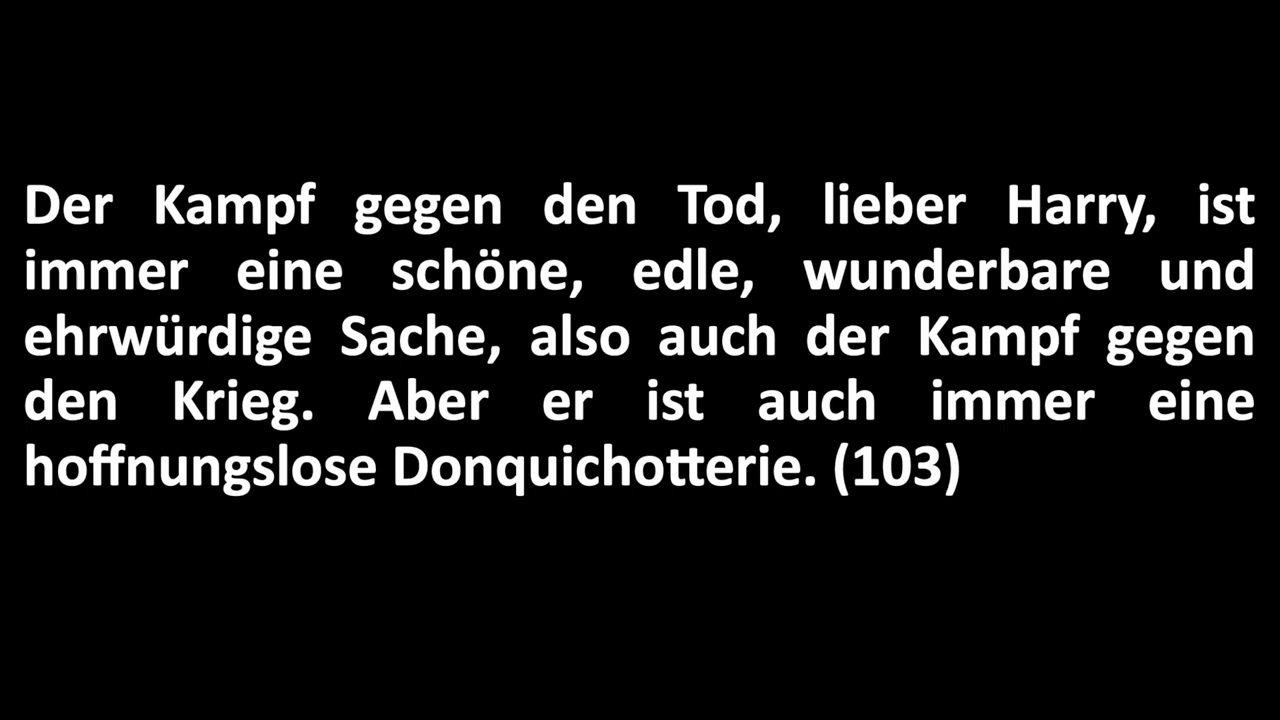 Der Kampf gegen den Tod, lieber Harry, ist
immer eine schöne, edle, wunderbare und
ehrwürdige Sache, also auch der Kampf gegen
den Krieg. Aber er ist auch immer eine
hoffnungslose Donquichotterie. (103)